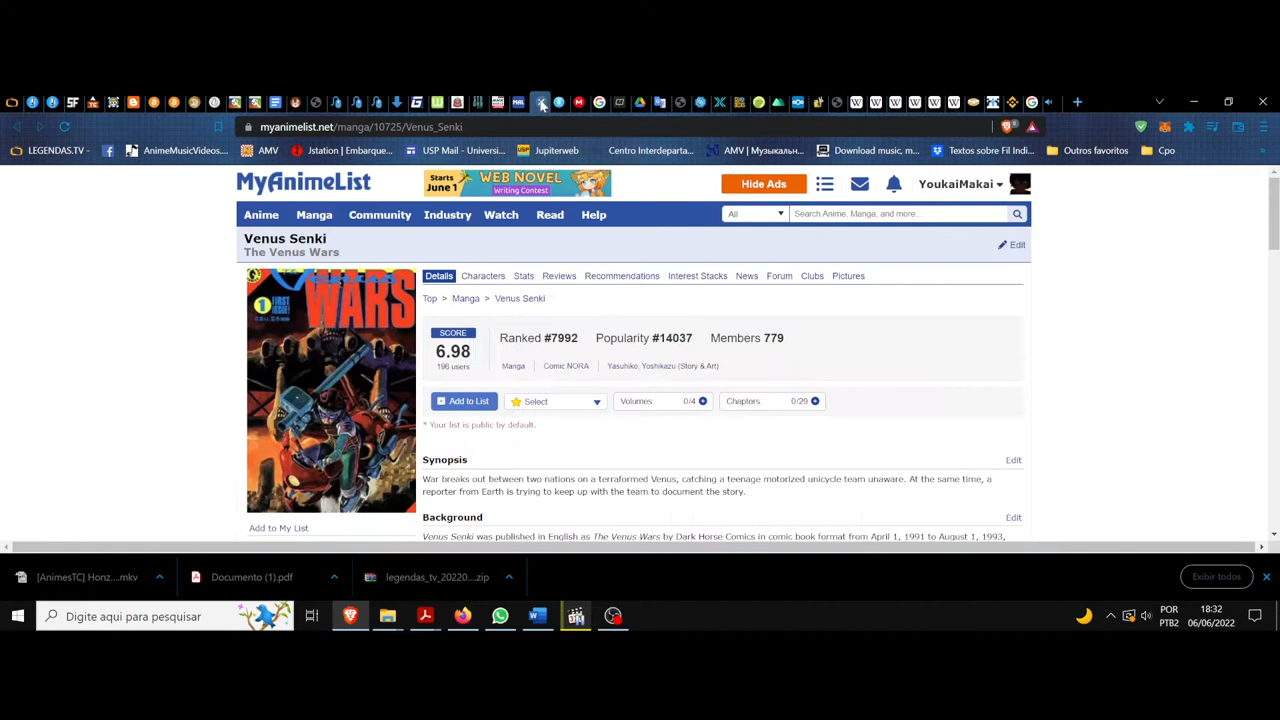 myanimelist.net/manga/10725/Venus_Senki
LEGENDAS.TV - AnimeMusicVideos... AMV Jstation | Embarque... USP Mail - Universi... Jupiterweb Centro Interdeparta... AMV | Музыкальн... Download music, m... Textos sobre Fil Indi... Outros favoritos Cpo
MyAnimeList
Starts June 1 WEB NOVEL Writing Contest
Hide Ads YoukaiMakai
Anime Manga Community Industry Watch Read Help All Search Anime, Manga, and more...
Venus Senki
The Venus Wars
Edit
WARS
1 FIRST ISSUE!
Details Characters Stats Reviews Recommendations Interest Stacks News Forum Clubs Pictures
Top > Manga > Venus Senki
SCORE
6.98
196 users
Ranked #7992 Popularity #14037 Members 779
Manga Comic NORA Yasuhiko, Yoshikazu (Story & Art)
Add to List Select Volumes: 0/4 Chapters: 0/29
* Your list is public by default.
Synopsis Edit
War breaks out between two nations on a terraformed Venus, catching a teenage motorized unicycle team unaware. At the same time, a
reporter from Earth is trying to keep up with the team to document the story.
Background Edit
Venus Senki was published in English as The Venus Wars by Dark Horse Comics in comic book format from April 1, 1991 to August 1, 1993,
Add to My List
[AnimesTC] Honz....mkv Documento (1).pdf legendas_tv_20220....zip Exibir todos
Digite aqui para pesquisar
POR
PTB2
18:32
06/06/2022